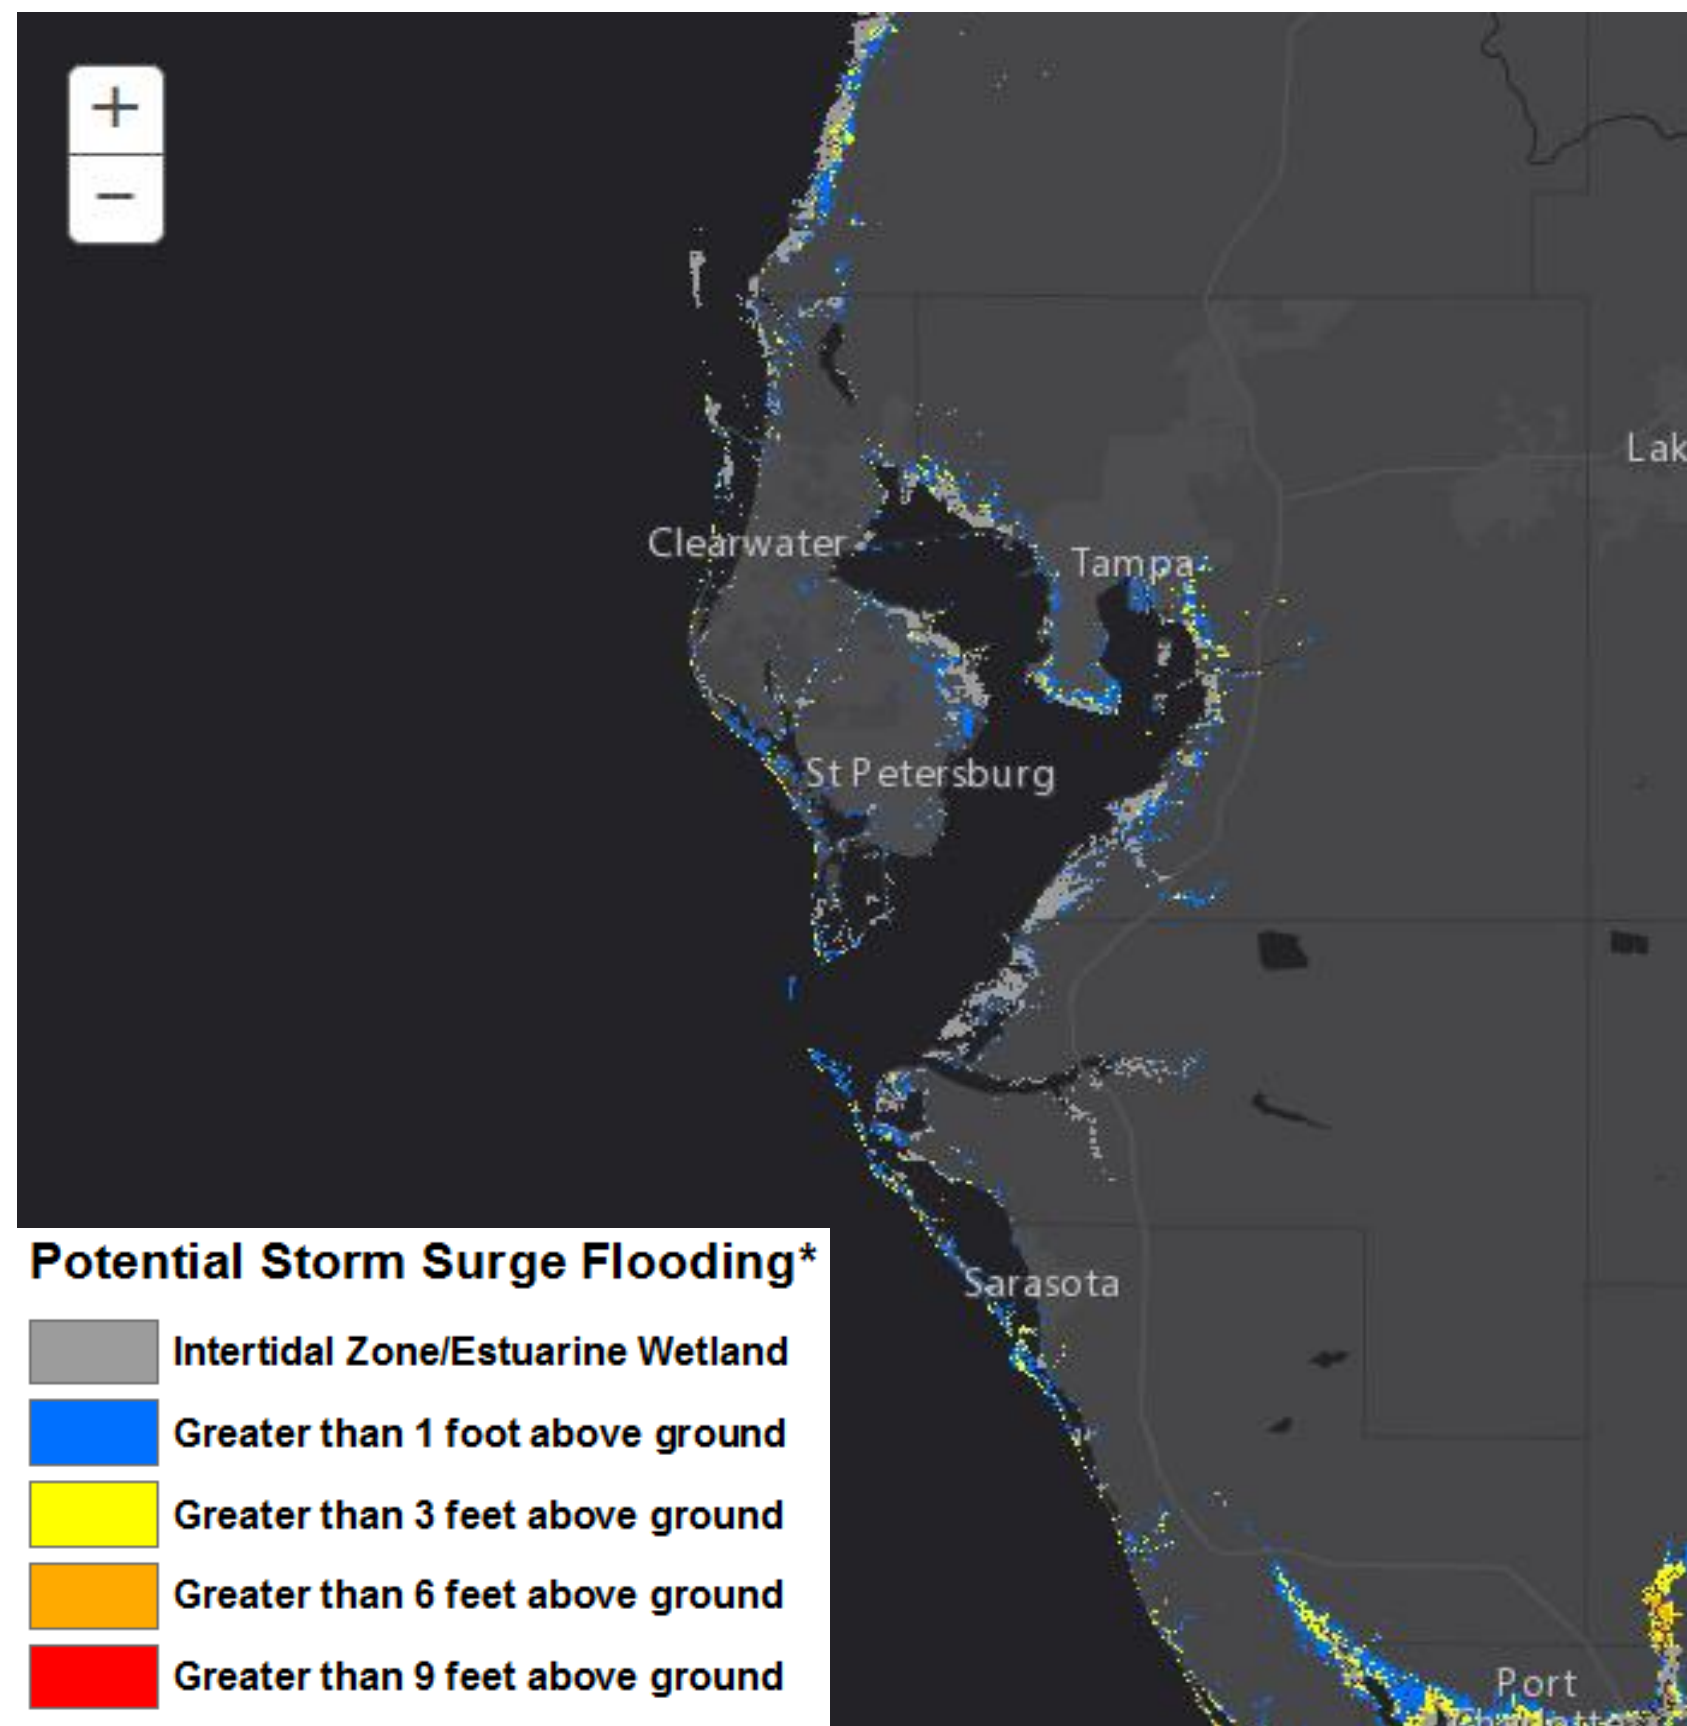 +
−
Lak
Clearwater
Tampa
St Petersburg
Sarasota
Port
Potential Storm Surge Flooding*
Intertidal Zone/Estuarine Wetland
Greater than 1 foot above ground
Greater than 3 feet above ground
Greater than 6 feet above ground
Greater than 9 feet above ground